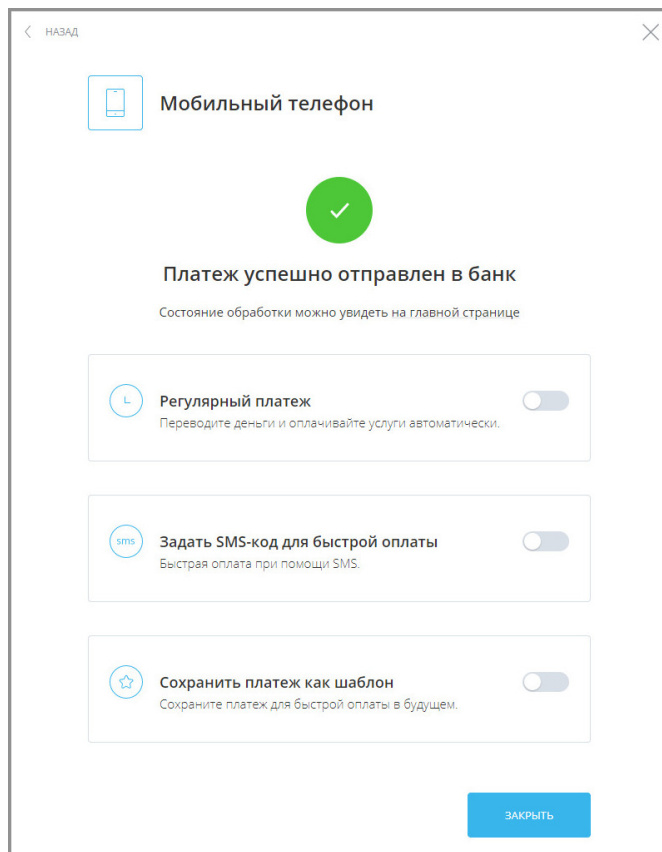 НАЗАД
Мобильный телефон
Платеж успешно отправлен в банк
Состояние обработки можно увидеть на главной странице
Регулярный платеж
Переводите деньги и оплачивайте услуги автоматически.
sms
Задать SMS-код для быстрой оплаты
Быстрая оплата при помощи SMS.
Сохранить платеж как шаблон
Сохраните платеж для быстрой оплаты в будущем.
ЗАКРЫТЬ